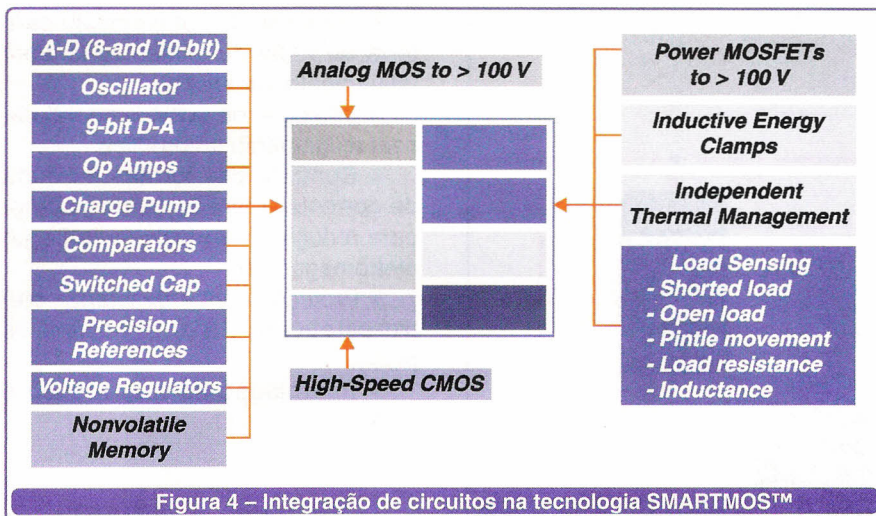 A-D (8-and 10-bit)
Oscillator
9-bit D-A
Op Amps
Charge Pump
Comparators
Switched Cap
Precision
References
Voltage Regulators
Nonvolatile
Memory
Analog MOS to > 100 V
High-Speed CMOS
Power MOSFETs
to > 100 V
Inductive Energy
Clamps
Independent
Thermal Management
Load Sensing
- Shorted load
- Open load
- Pintle movement
- Load resistance
- Inductance
Figura 4 – Integração de circuitos na tecnologia SMARTMOS™